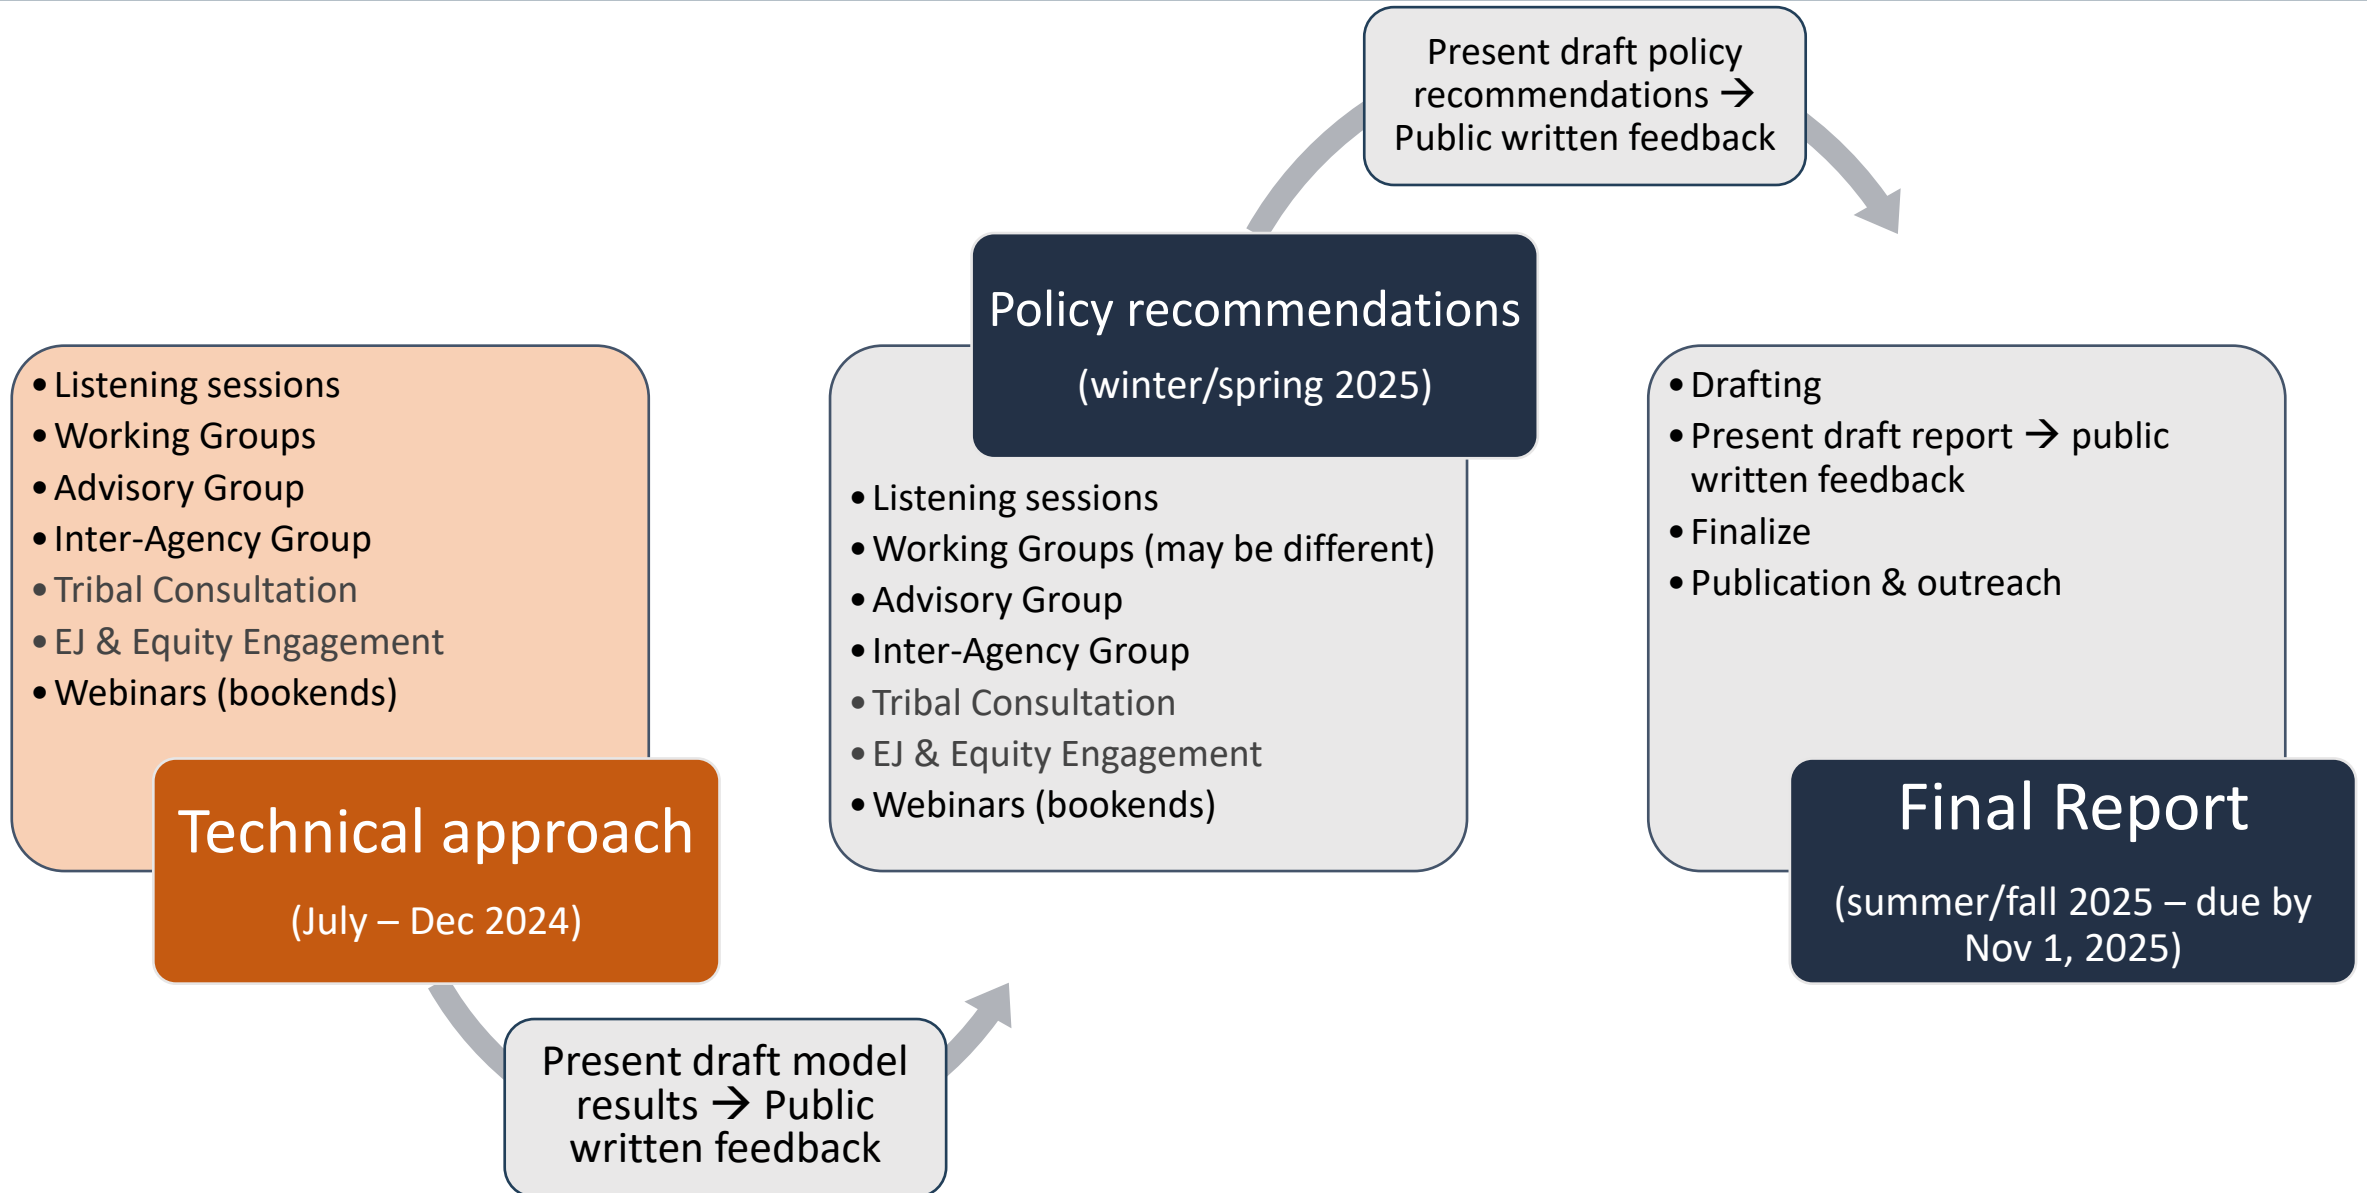 • Listening sessions
• Working Groups
• Advisory Group
• Inter-Agency Group
• Tribal Consultation
• EJ & Equity Engagement
• Webinars (bookends)
Technical approach
(July – Dec 2024)
Present draft model
results → Public
written feedback
Policy recommendations
(winter/spring 2025)
• Listening sessions
• Working Groups (may be different)
• Advisory Group
• Inter-Agency Group
• Tribal Consultation
• EJ & Equity Engagement
• Webinars (bookends)
Present draft policy
recommendations →
Public written feedback
• Drafting
• Present draft report → public
written feedback
• Finalize
• Publication & outreach
Final Report
(summer/fall 2025 – due by
Nov 1, 2025)